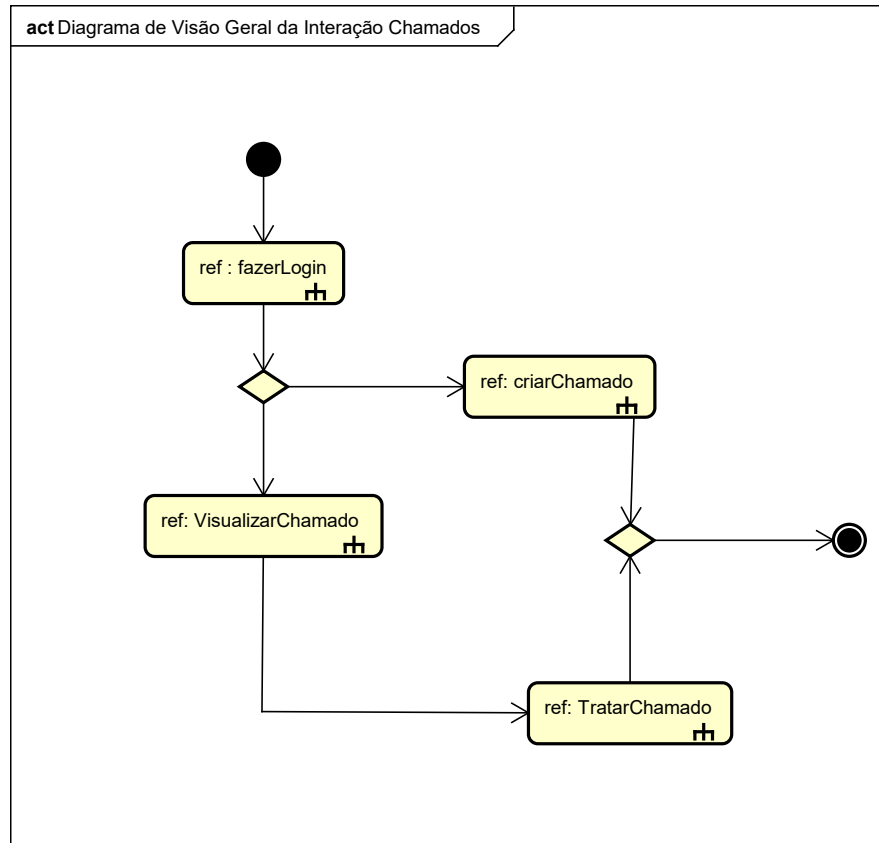 act Diagrama de Visão Geral da Interação Chamados
ref : fazerLogin
ref: criarChamado
ref: VisualizarChamado
ref: TratarChamado